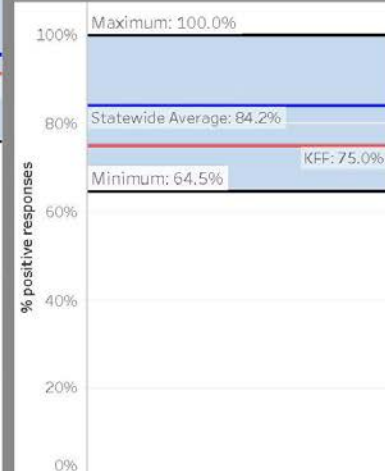 Maximum: 100.0%
100%
Statewide Average: 84.2%
80%
KFF: 75.0%
Minimum: 64.5%
60%
40%
20%
0%
% positive responses